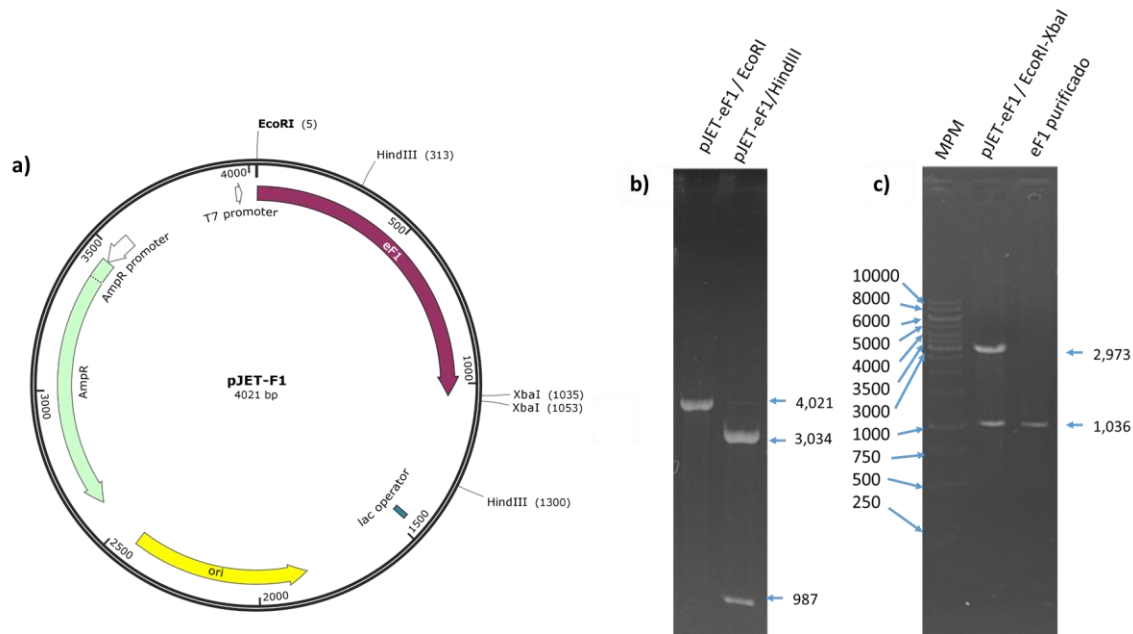 a)
EcoRI (5)
HindIII (313)
4000
T7 promoter
500
eF1
3500
AmpR promoter
1000
XbaI (1035)
XbaI (1053)
pJET-F1
4021 bp
AmpR
3000
HindIII (1300)
lac operator
1500
2500
ori
2000
b)
pJET-eF1 / EcoRI
pJET-eF1/HindIII
4,021
3,034
987
c)
MPM
pJET-eF1 / EcoRI-XbaI
eF1 purificado
10000
8000
6000
5000
4000
3500
3000
1000
750
500
250
2,973
1,036